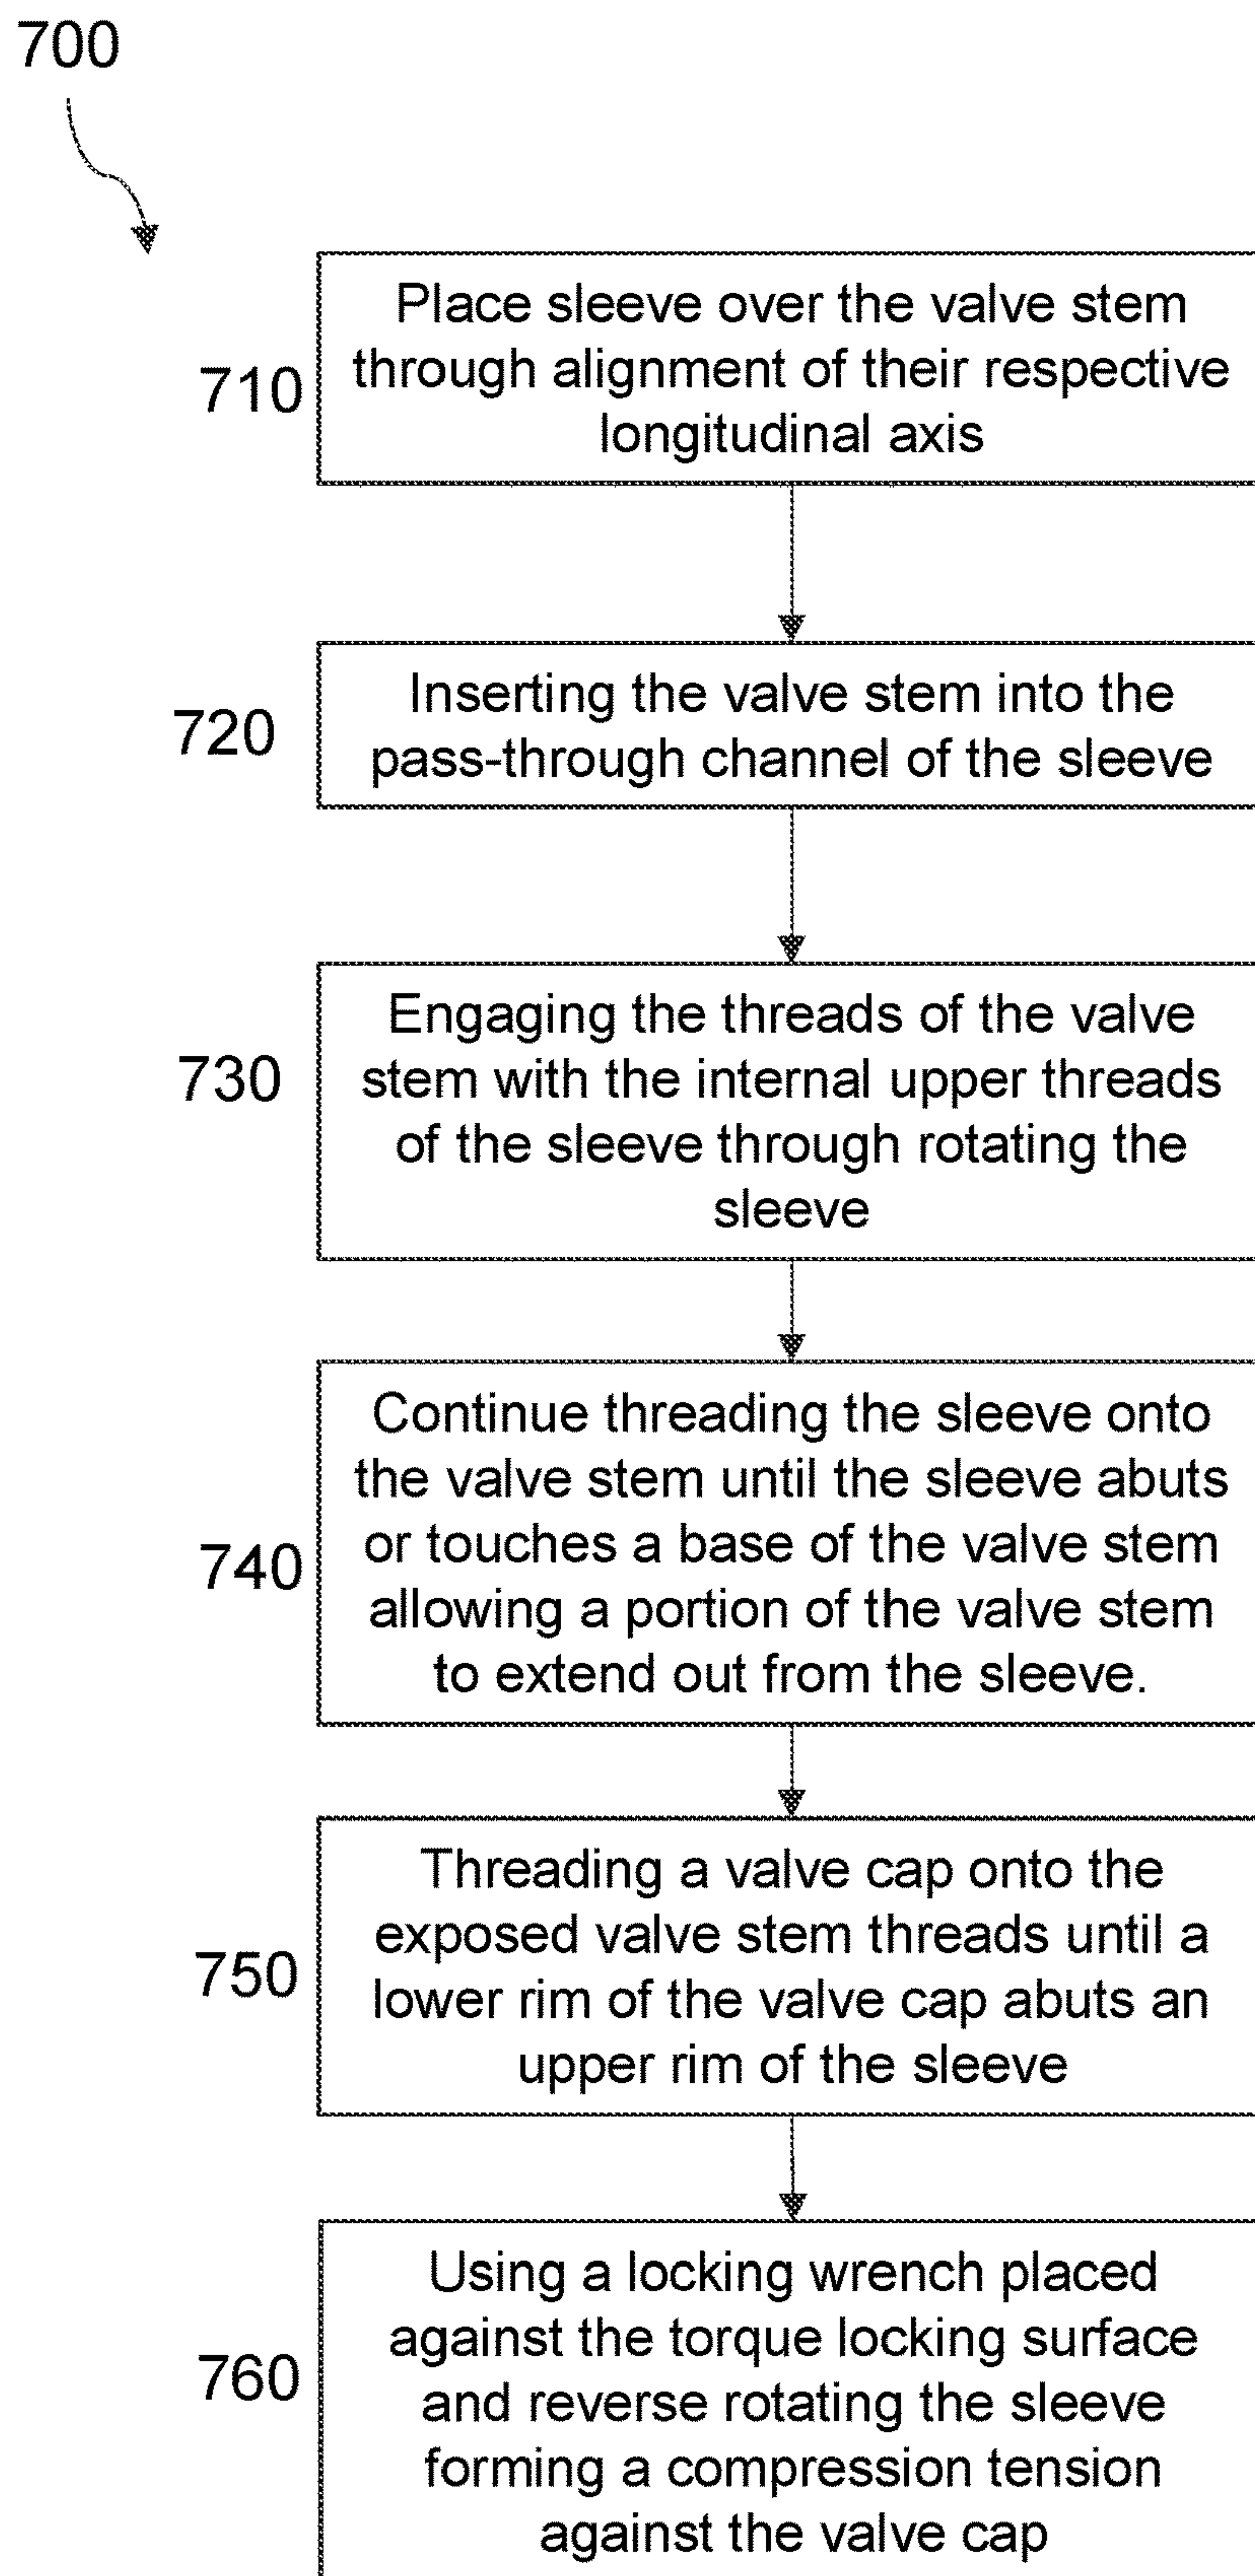 700
710
Place sleeve over the valve stem
through alignment of their respective
longitudinal axis
720
Inserting the valve stem into the
pass-through channel of the sleeve
730
Engaging the threads of the valve
stem with the internal upper threads
of the sleeve through rotating the
sleeve
740
Continue threading the sleeve onto
the valve stem until the sleeve abuts
or touches a base of the valve stem
allowing a portion of the valve stem
to extend out from the sleeve.
750
Threading a valve cap onto the
exposed valve stem threads until a
lower rim of the valve cap abuts an
upper rim of the sleeve
760
Using a locking wrench placed
against the torque locking surface
and reverse rotating the sleeve
forming a compression tension
against the valve cap